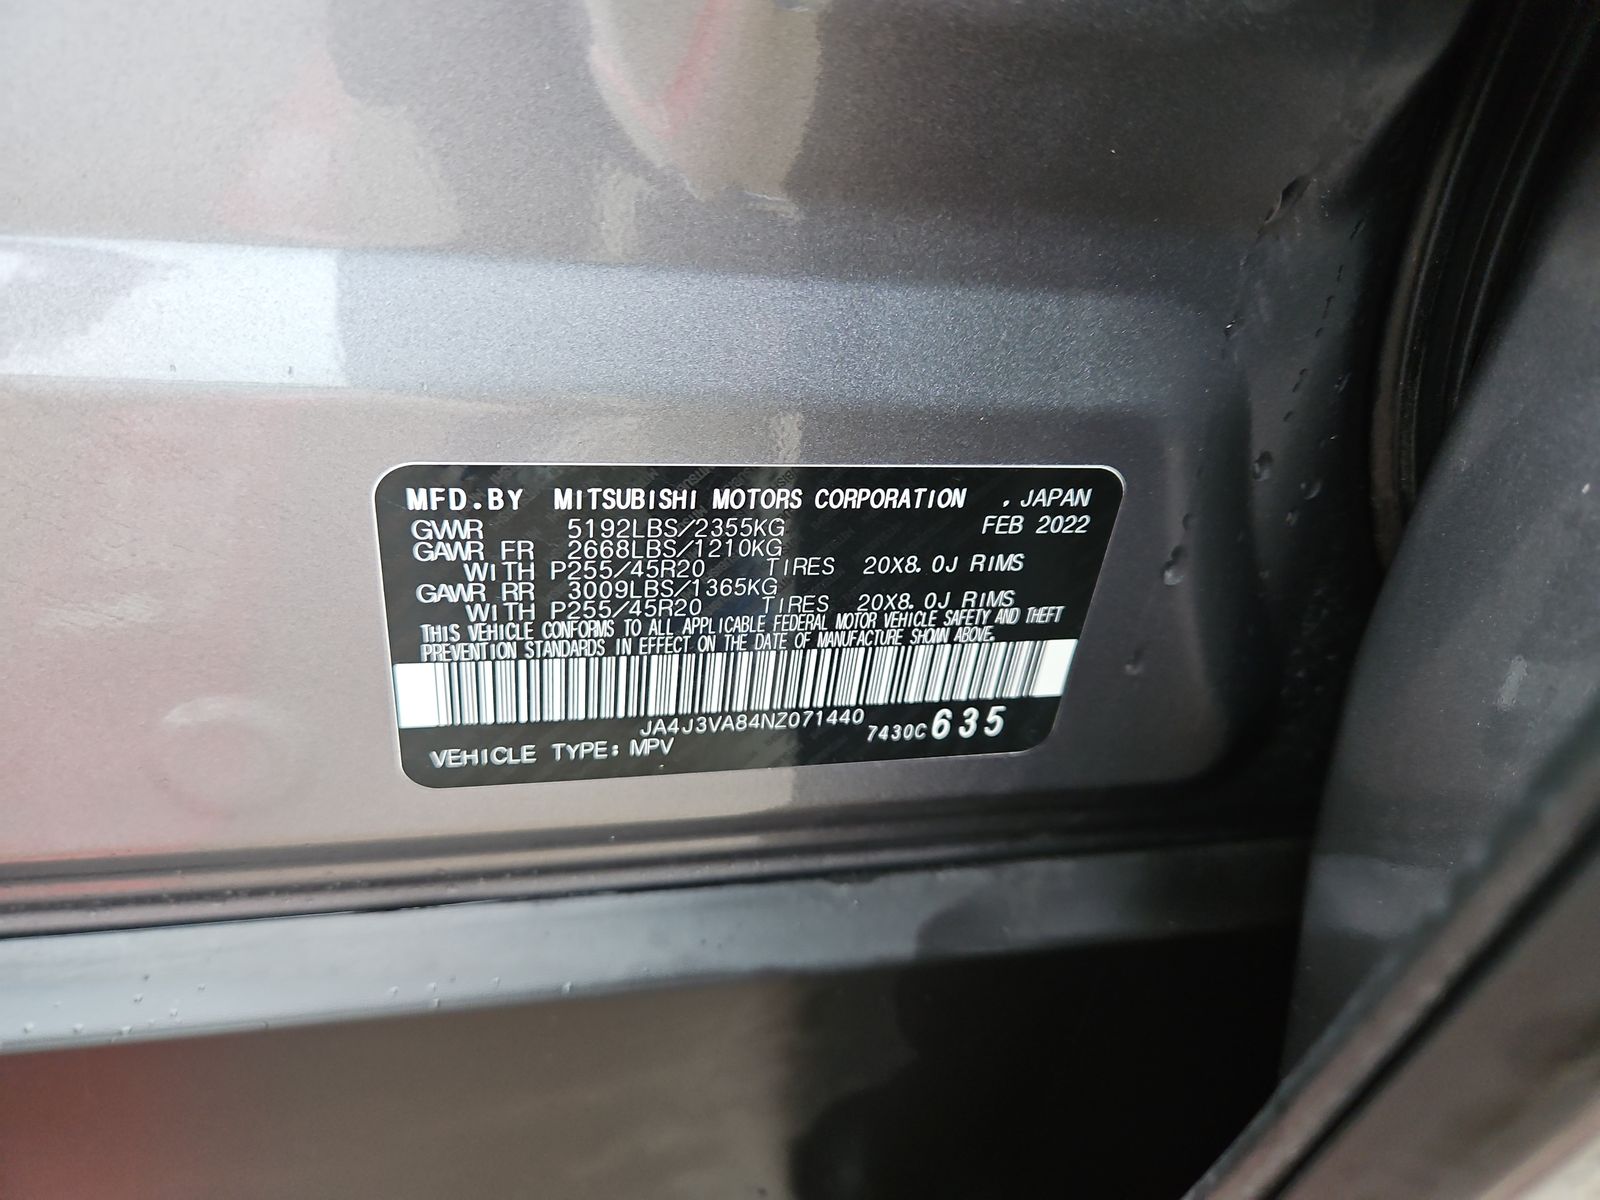 MFD.BY MITSUBISHI MOTORS CORPORATION , JAPAN
GVWR 5192LBS/2355KG FEB 2022
GAWR FR 2668LBS/1210KG
WITH P255/45R20 TIRES 20X8.0J RIMS
GAWR RR 3009LBS/1365KG
WITH P255/45R20 TIRES 20X8.0J RIMS
THIS VEHICLE CONFORMS TO ALL APPLICABLE FEDERAL MOTOR VEHICLE SAFETY AND THEFT
PREVENTION STANDARDS IN EFFECT ON THE DATE OF MANUFACTURE SHOWN ABOVE.
JA4J3VA84NZ071440 7430C635
VEHICLE TYPE: MPV